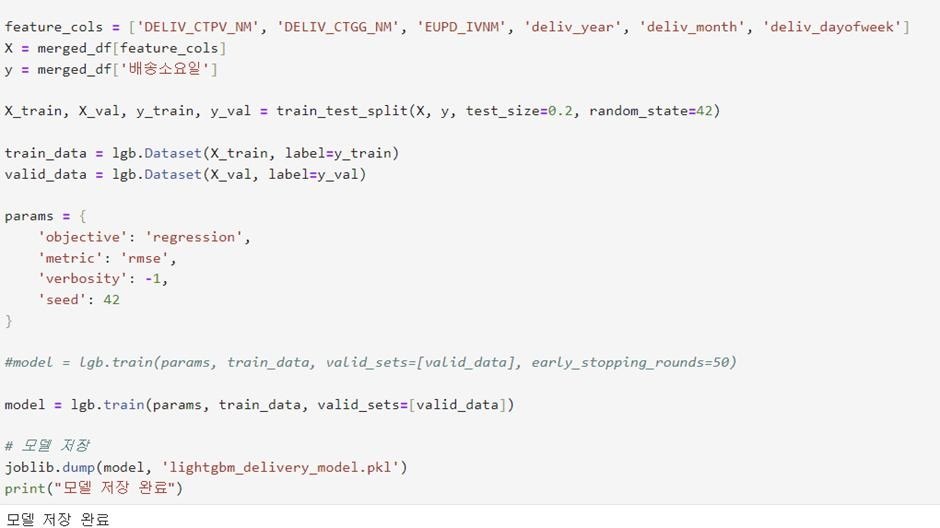 feature_cols = ['DELIV_CTPV_NM', 'DELIV_CTGG_NM', 'EUPD_IVNM', 'deliv_year', 'deliv_month', 'deliv_dayofweek']
X = merged_df[feature_cols]
y = merged_df['배송소요일']
X_train, X_val, y_train, y_val = train_test_split(X, y, test_size=0.2, random_state=42)
train_data = lgb.Dataset(X_train, label=y_train)
valid_data = lgb.Dataset(X_val, label=y_val)
params = {
    'objective': 'regression',
    'metric': 'rmse',
    'verbosity': -1,
    'seed': 42
}
#model = lgb.train(params, train_data, valid_sets=[valid_data], early_stopping_rounds=50)
model = lgb.train(params, train_data, valid_sets=[valid_data])
# 모델 저장
joblib.dump(model, 'lightgbm_delivery_model.pkl')
print("모델 저장 완료")
모델 저장 완료